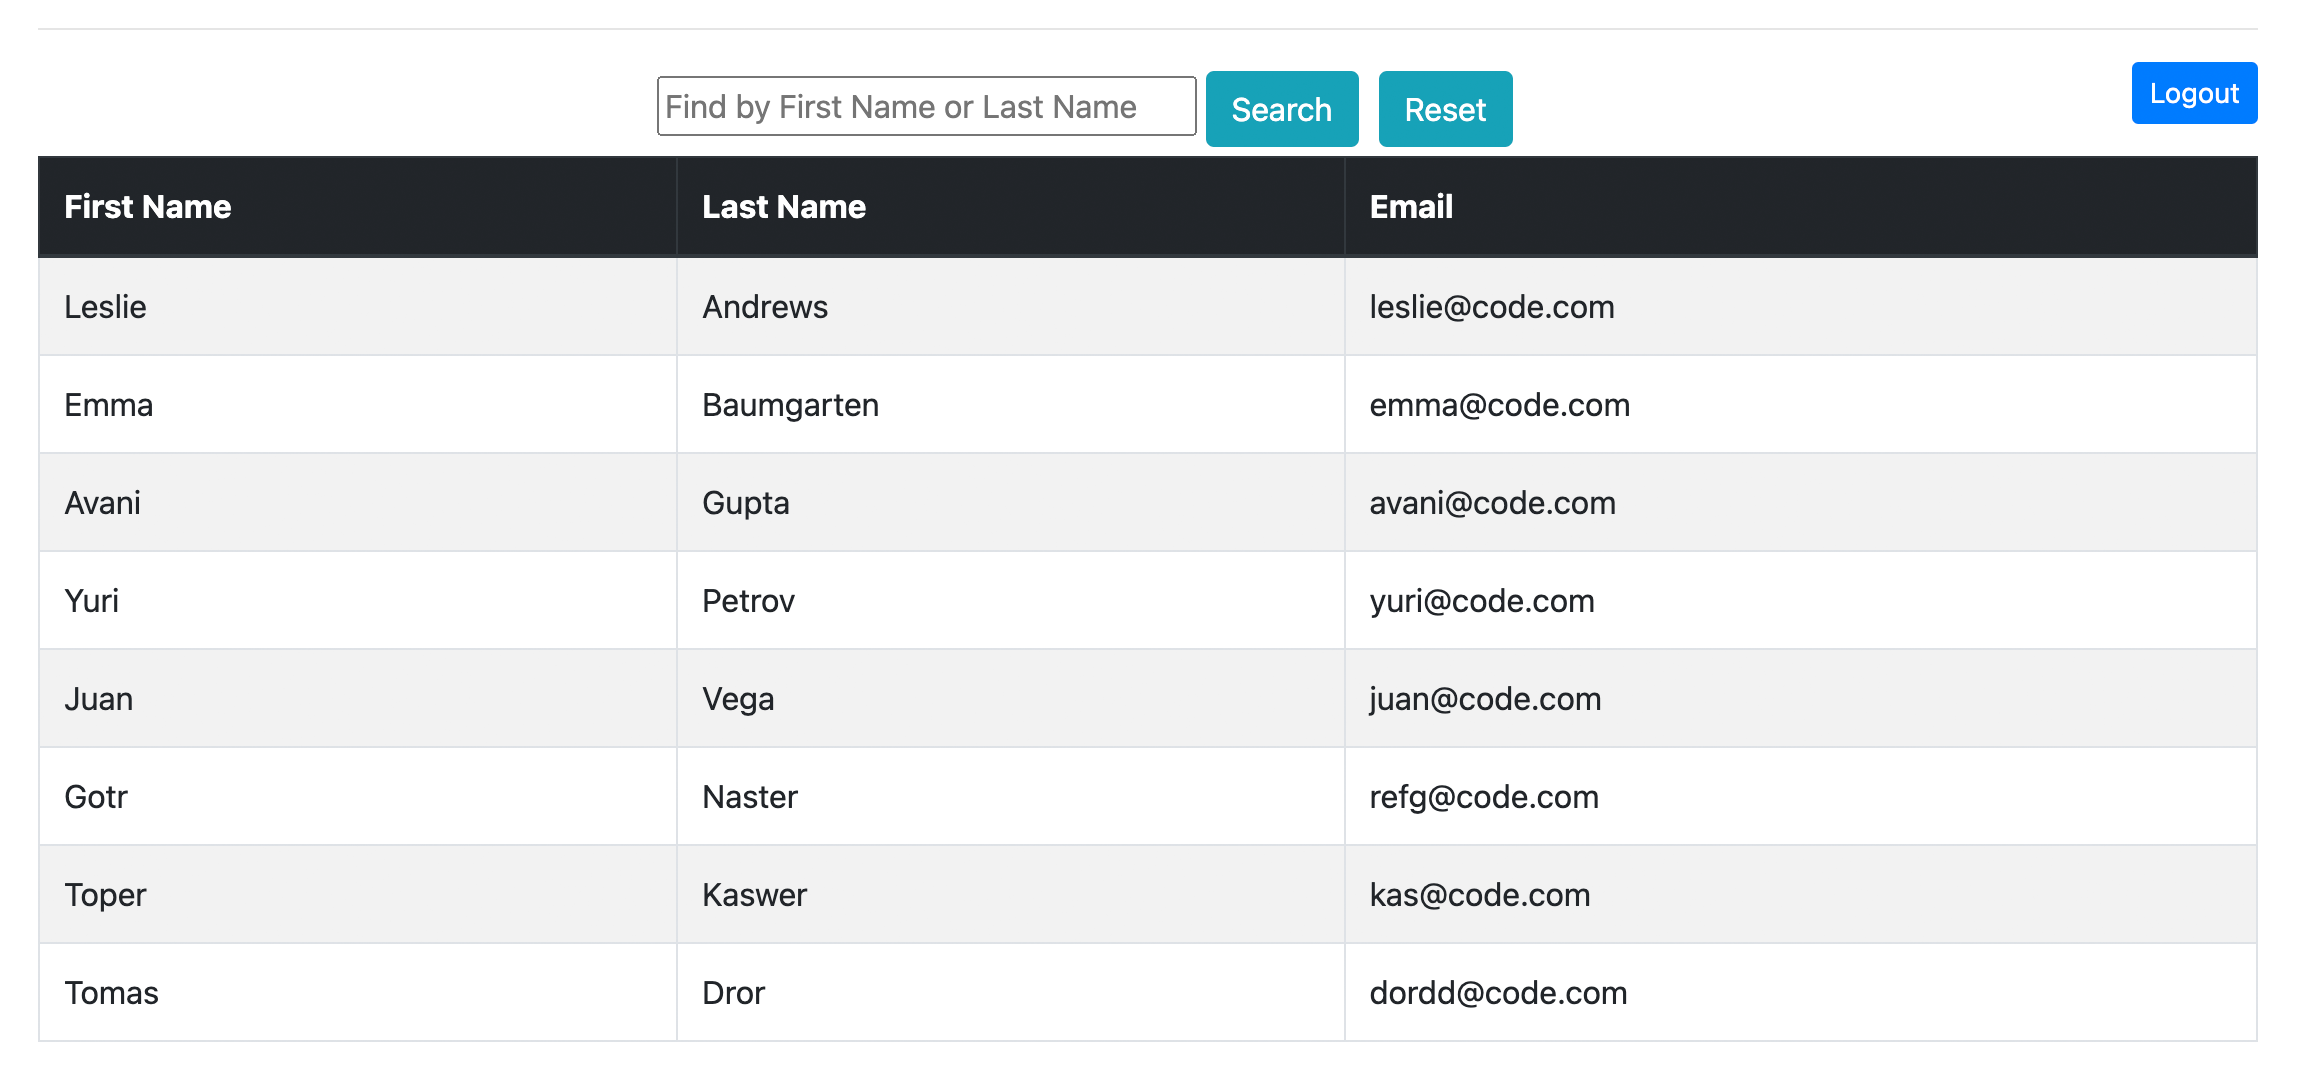 Find by First Name or Last Name Search Reset Logout
First Name Last Name Email
Leslie Andrews leslie@code.com
Emma Baumgarten emma@code.com
Avani Gupta avani@code.com
Yuri Petrov yuri@code.com
Juan Vega juan@code.com
Gotr Naster refg@code.com
Toper Kaswer kas@code.com
Tomas Dror dordd@code.com